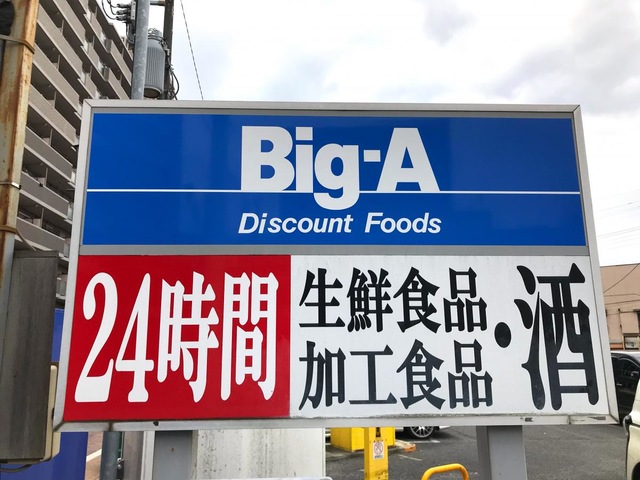 Big-A
Discount Foods
24時間
生鮮食品
加工食品
・酒